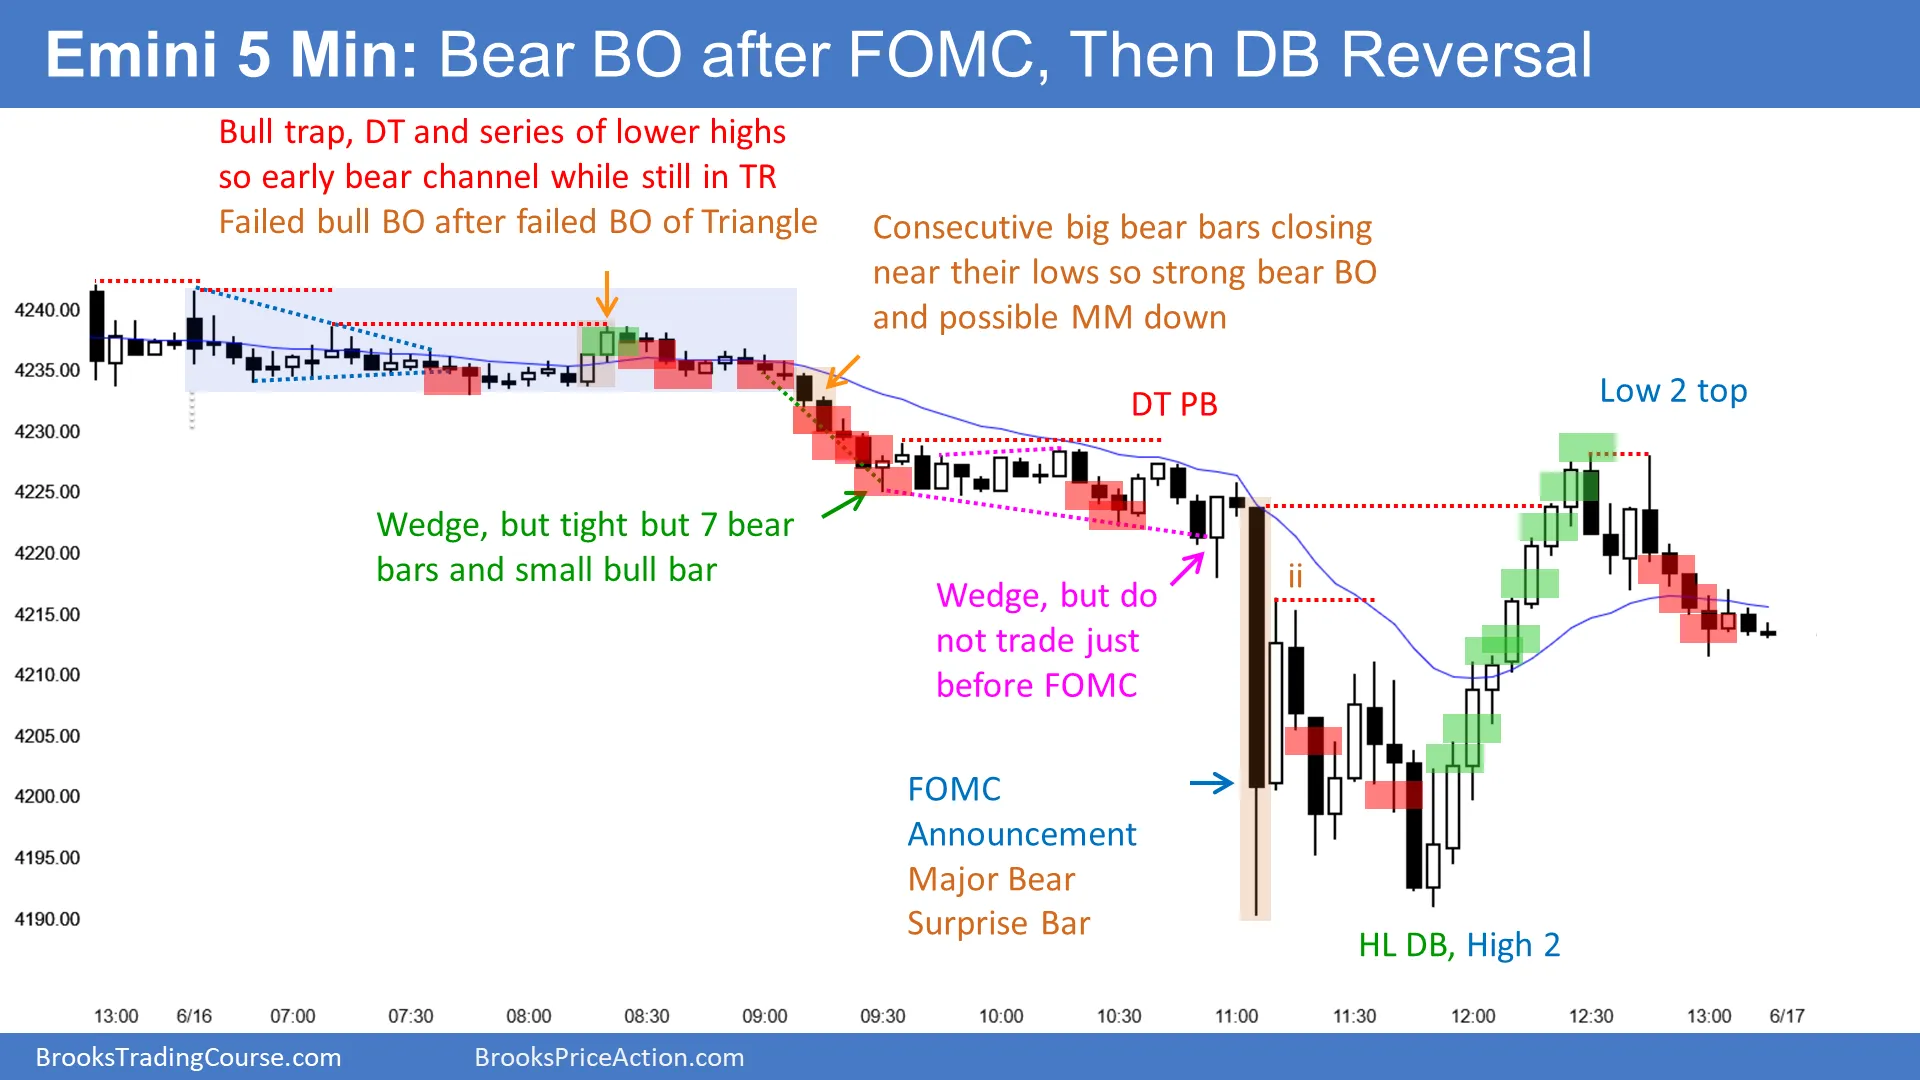 Emini 5 Min: Bear BO after FOMC, Then DB Reversal
Bull trap, DT and series of lower highs
so early bear channel while still in TR
Failed bull BO after failed BO of Triangle
Consecutive big bear bars closing
near their lows so strong bear BO
and possible MM down
DT PB
Low 2 top
Wedge, but tight but 7 bear
bars and small bull bar
Wedge, but do
not trade just
before FOMC
ii
FOMC
Announcement
Major Bear
Surprise Bar
HL DB, High 2
4240.00
4235.00
4230.00
4225.00
4220.00
4215.00
4210.00
4205.00
4200.00
4195.00
4190.00
13:00 6/16 07:00 07:30 08:00 08:30 09:00 09:30 10:00 10:30 11:00 11:30 12:00 12:30 13:00 6/17
BrooksTradingCourse.com BrooksPriceAction.com